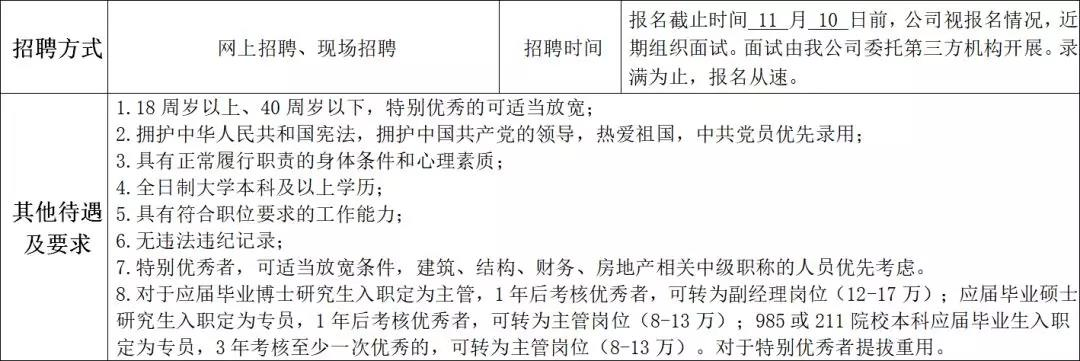 招聘方式
网上招聘、现场招聘
招聘时间
报名截止时间 11 月 10 日前，公司视报名情况，近
期组织面试。面试由我公司委托第三方机构开展。录
满为止，报名从速。
其他待遇
及要求
1.18 周岁以上、40 周岁以下，特别优秀的可适当放宽；
2.拥护中华人民共和国宪法，拥护中国共产党的领导，热爱祖国，中共党员优先录用；
3.具有正常履行职责的身体条件和心理素质；
4.全日制大学本科及以上学历；
5.具有符合职位要求的工作能力；
6.无违法违纪记录；
7.特别优秀者，可适当放宽条件，建筑、结构、财务、房地产相关中级职称的人员优先考虑。
8.对于应届毕业博士研究生入职定为主管，1 年后考核优秀者，可转为副经理岗位（12-17 万）；应届毕业硕士
研究生入职定为专员，1 年后考核优秀者，可转为主管岗位（8-13 万）；985 或 211 院校本科应届毕业生入职
定为专员，3 年考核至少一次优秀的，可转为主管岗位（8-13 万）。对于特别优秀者提拔重用。